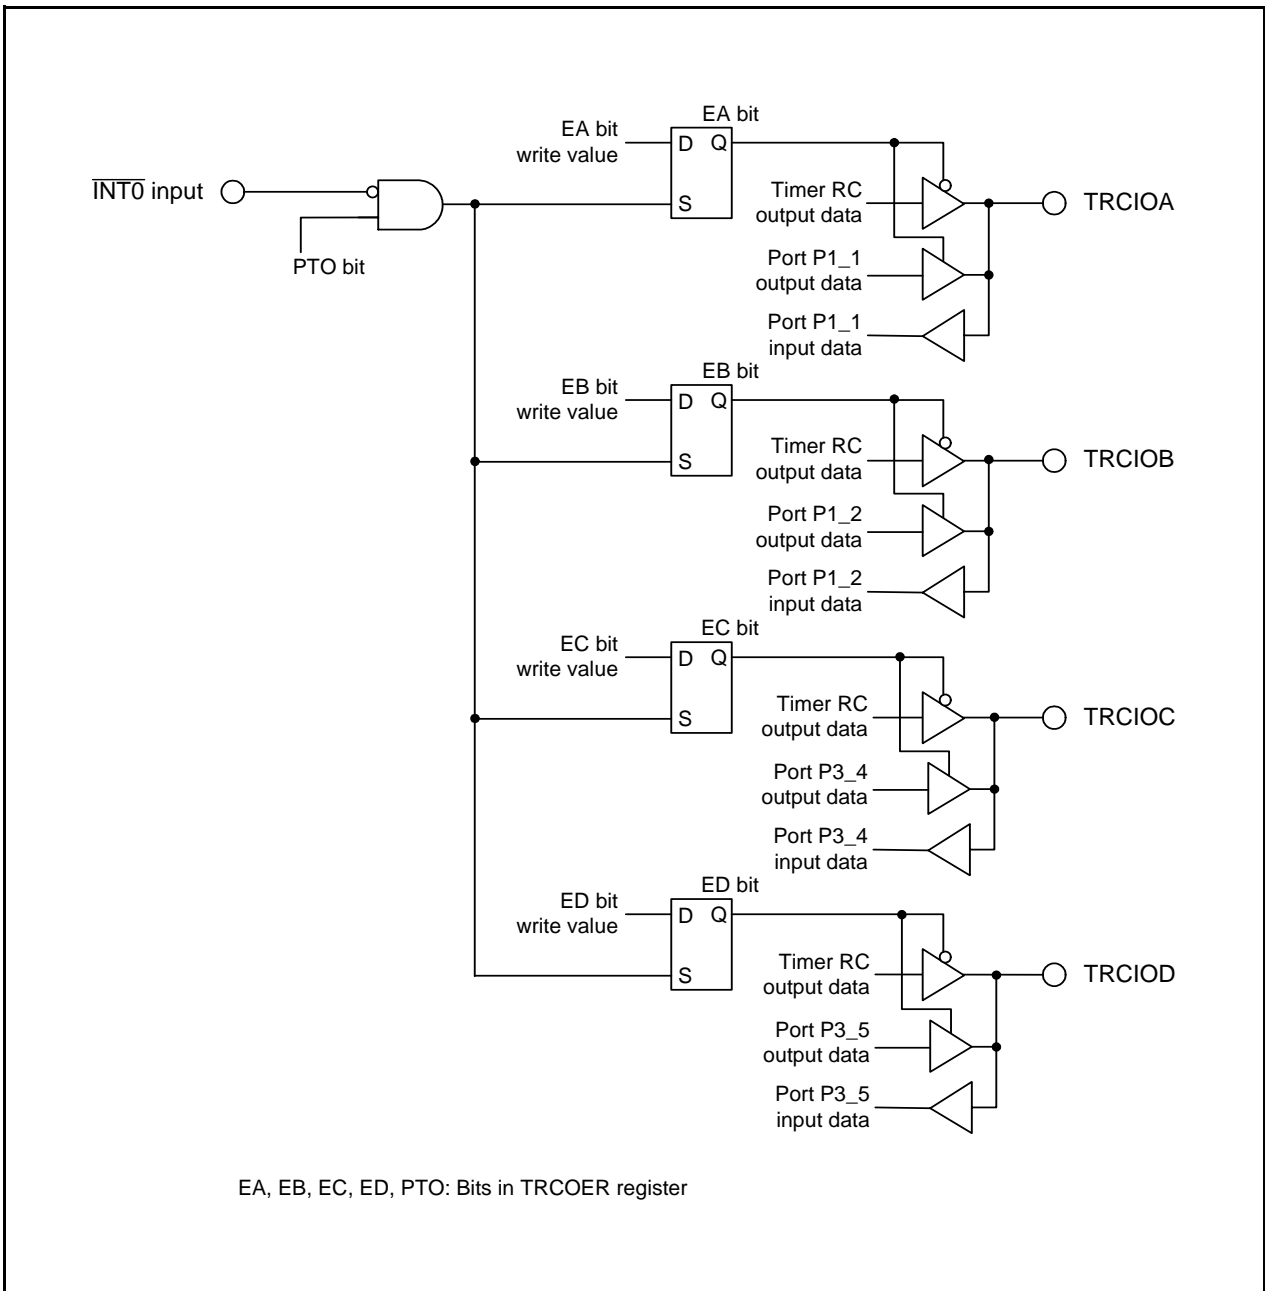 INT0 input
PTO bit
EA bit
EA bit
write value
D Q
S
Timer RC
output data
TRCIOA
Port P1_1
output data
Port P1_1
input data
EB bit
EB bit
write value
D Q
S
Timer RC
output data
TRCIOB
Port P1_2
output data
Port P1_2
input data
EC bit
EC bit
write value
D Q
S
Timer RC
output data
TRCIOC
Port P3_4
output data
Port P3_4
input data
ED bit
ED bit
write value
D Q
S
Timer RC
output data
TRCIOD
Port P3_5
output data
Port P3_5
input data
EA, EB, EC, ED, PTO: Bits in TRCOER register